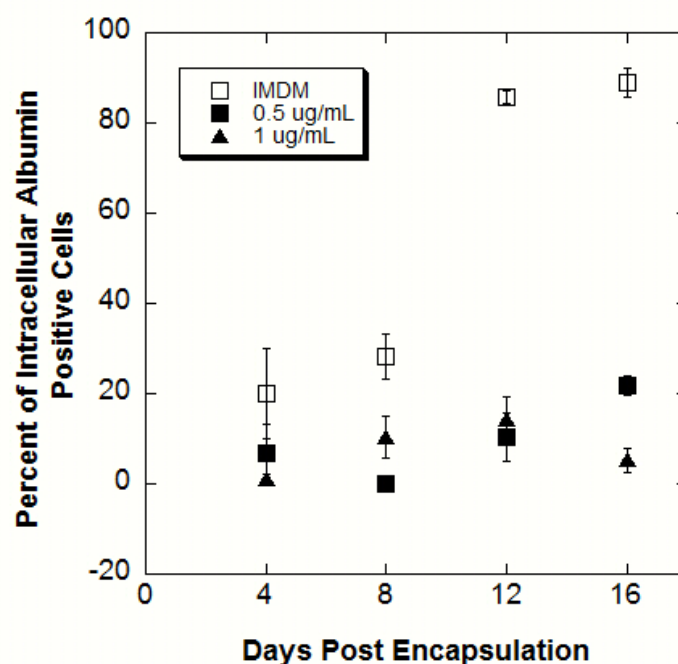 100
80
60
40
20
0
-20
IMDM
0.5 ug/mL
1 ug/mL
Percent of Intracellular Albumin
Positive Cells
0 4 8 12 16
Days Post Encapsulation